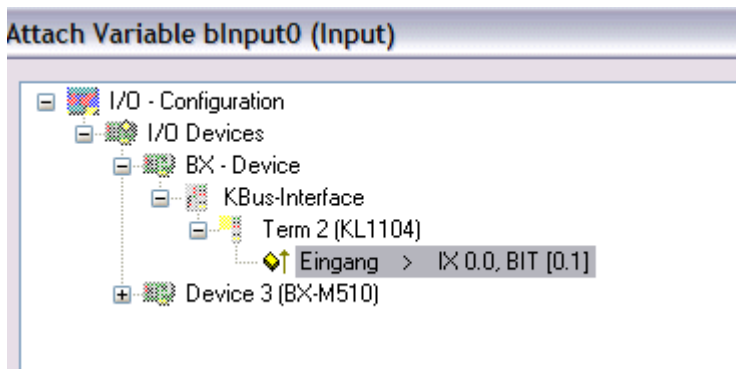 Attach Variable bInput0 (Input)
I/O - Configuration
I/O Devices
BX - Device
KBus-Interface
Term 2 (KL1104)
Eingang > IX 0.0, BIT [0.1]
Device 3 (BX-M510)